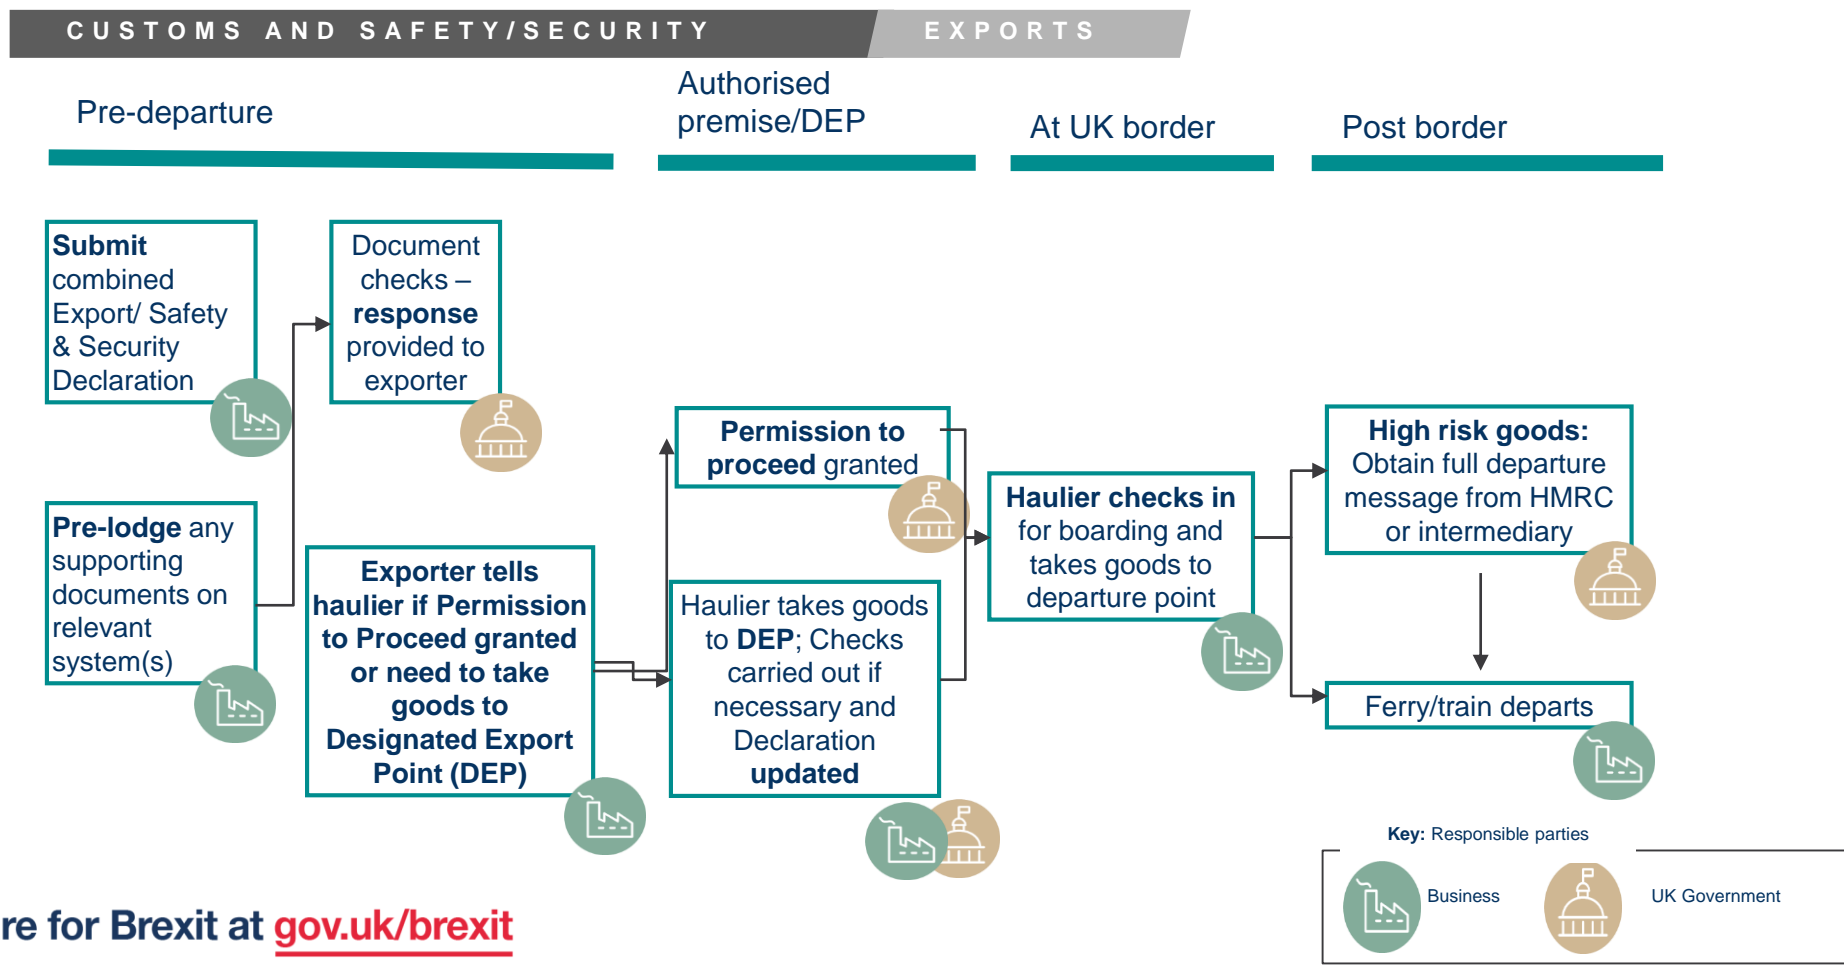 CUSTOMS AND SAFETY/SECURITY
EXPORTS
Pre-departure
Authorised
premise/DEP
At UK border
Post border
Submit
combined
Export/ Safety
& Security
Declaration
Document
checks –
response
provided to
exporter
Pre-lodge any
supporting
documents on
relevant
system(s)
Exporter tells
haulier if Permission
to Proceed granted
or need to take
goods to
Designated Export
Point (DEP)
Permission to
proceed granted
Haulier takes goods
to DEP; Checks
carried out if
necessary and
Declaration
updated
Haulier checks in
for boarding and
takes goods to
departure point
High risk goods:
Obtain full departure
message from HMRC
or intermediary
Ferry/train departs
Key: Responsible parties
Business
UK Government
re for Brexit at gov.uk/brexit